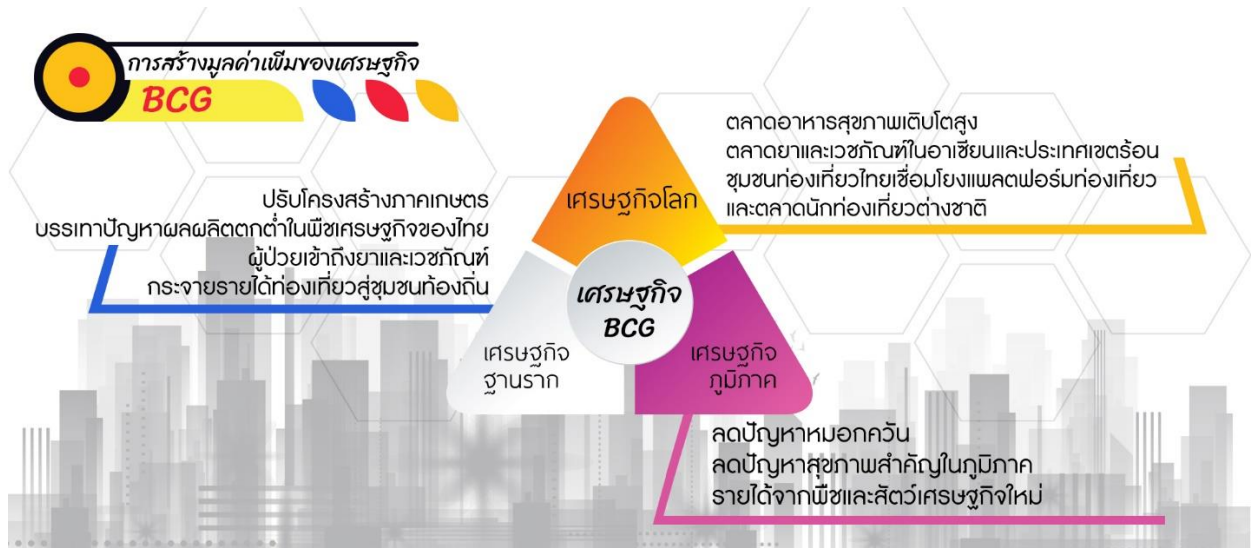 การสร้างมูลค่าเพิ่มของเศรษฐกิจ
BCG
ตลาดอาหารสุขภาพเติบโตสูง
ตลาดยาและเวชภัณฑ์ในอาเซียนและประเทศเขตร้อน
ชุมชนท่องเที่ยวไทยเชื่อมโยงแพลตฟอร์มท่องเที่ยว
และตลาดนักท่องเที่ยวต่างชาติ
ปรับโครงสร้างภาคเกษตร
บรรเทาปัญหาผลผลิตตกต่ำในพืชเศรษฐกิจของไทย
ผู้ป่วยเข้าถึงยาและเวชภัณฑ์
กระจายรายได้ท่องเที่ยวสู่ชุมชนท้องถิ่น
เศรษฐกิจโลก
เศรษฐกิจ
BCG
เศรษฐกิจ
ฐานราก
เศรษฐกิจ
ภูมิภาค
ลดปัญหาหมอกควัน
ลดปัญหาสุขภาพสำคัญในภูมิภาค
รายได้จากพืชและสัตว์เศรษฐกิจใหม่